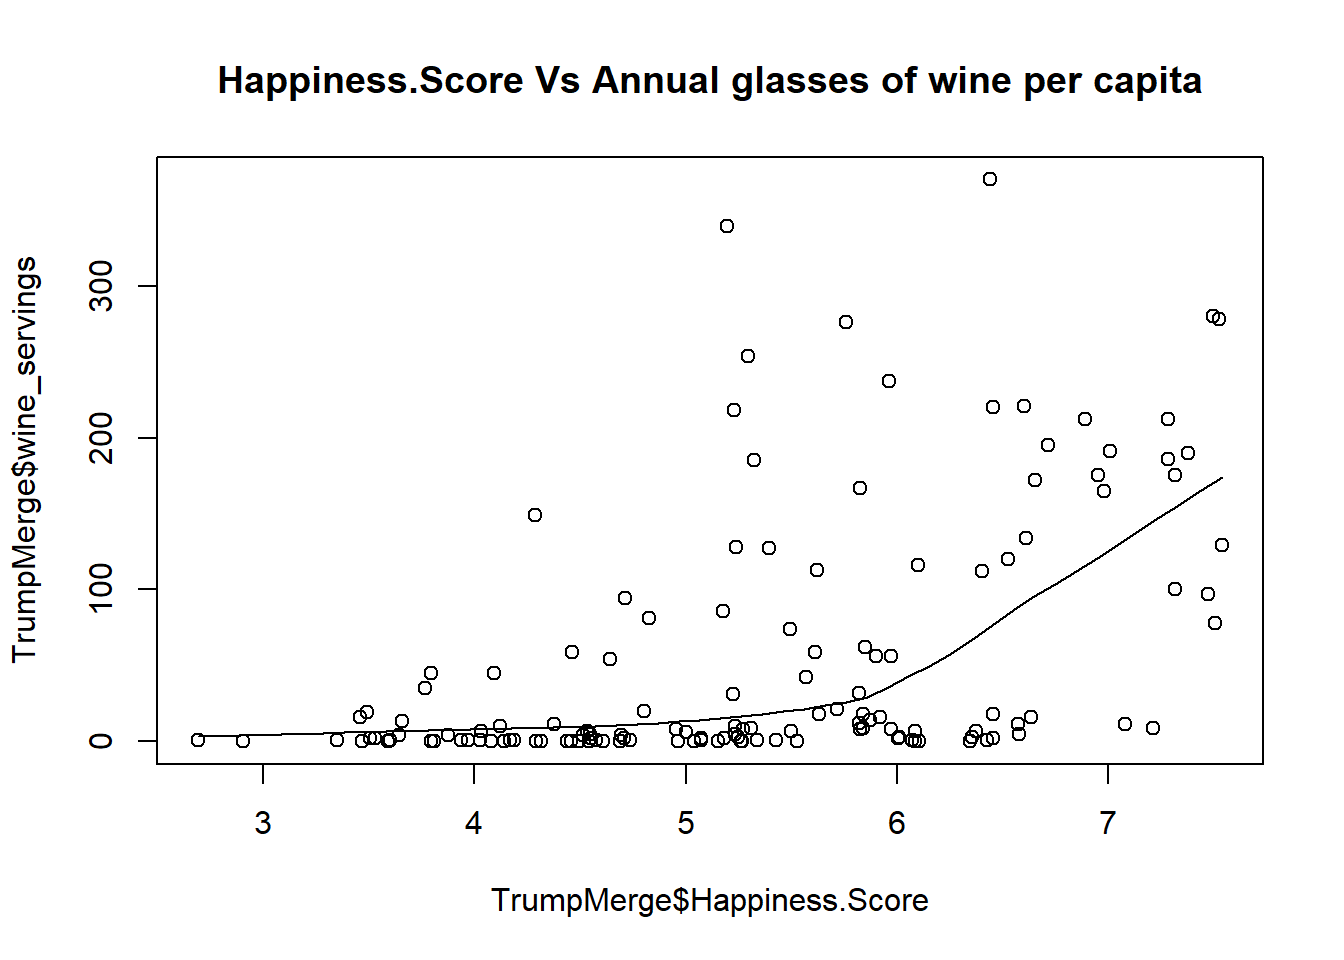 Happiness.Score Vs Annual glasses of wine per capita
TrumpMerge$wine_servings
300
200
100
0
3 4 5 6 7
TrumpMerge$Happiness.Score